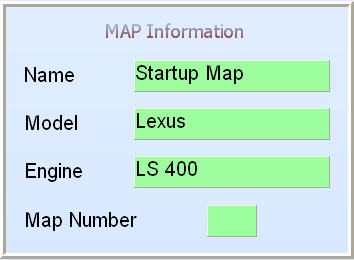 MAP Information
Name Startup Map
Model Lexus
Engine LS 400
Map Number